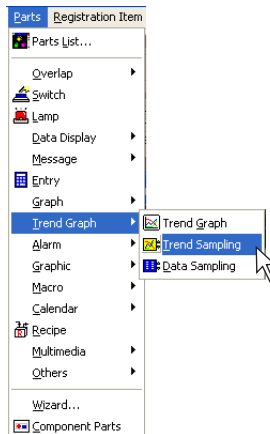 Parts Registration Item
Parts List...
Overlap
Switch
Lamp
Data Display
Message
Entry
Graph
Trend Graph
Trend Graph
Trend Sampling
Data Sampling
Alarm
Graphic
Macro
Calendar
Recipe
Multimedia
Others
Wizard...
Component Parts